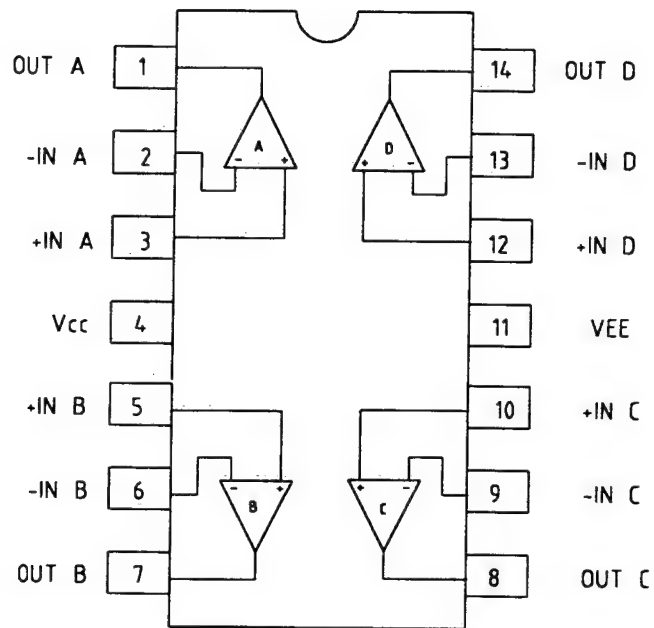 OUT A 1 14 OUT D
A D
- + + -
-IN A 2 13 -IN D
+IN A 3 12 +IN D
Vcc 4 11 VEE
+IN B 5 10 +IN C
-IN B 6 9 -IN C
- + + -
B C
OUT B 7 8 OUT C